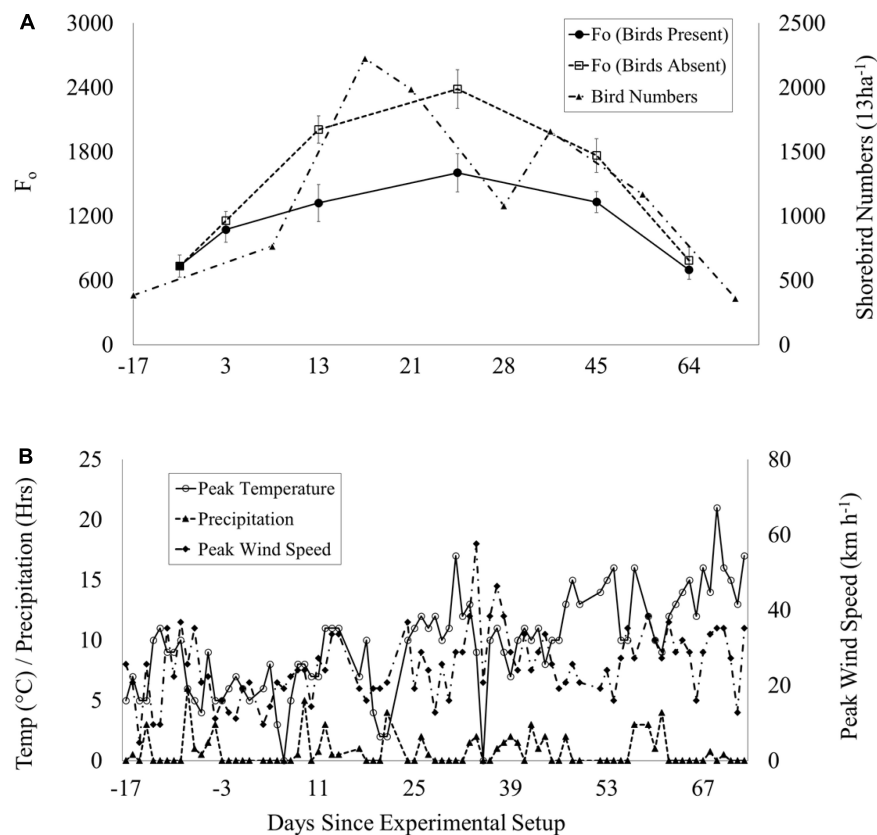 A
3000
2400
1800
1200
600
0
F₀
Fo (Birds Present)
Fo (Birds Absent)
Bird Numbers
2500
2000
1500
1000
500
0
Shorebird Numbers (13ha⁻¹)
-17 3 13 21 28 45 64
B
25
20
15
10
5
0
Temp (°C) / Precipitation (Hrs)
Peak Temperature
Precipitation
Peak Wind Speed
80
60
40
20
0
Peak Wind Speed (km h⁻¹)
-17 -3 11 25 39 53 67
Days Since Experimental Setup